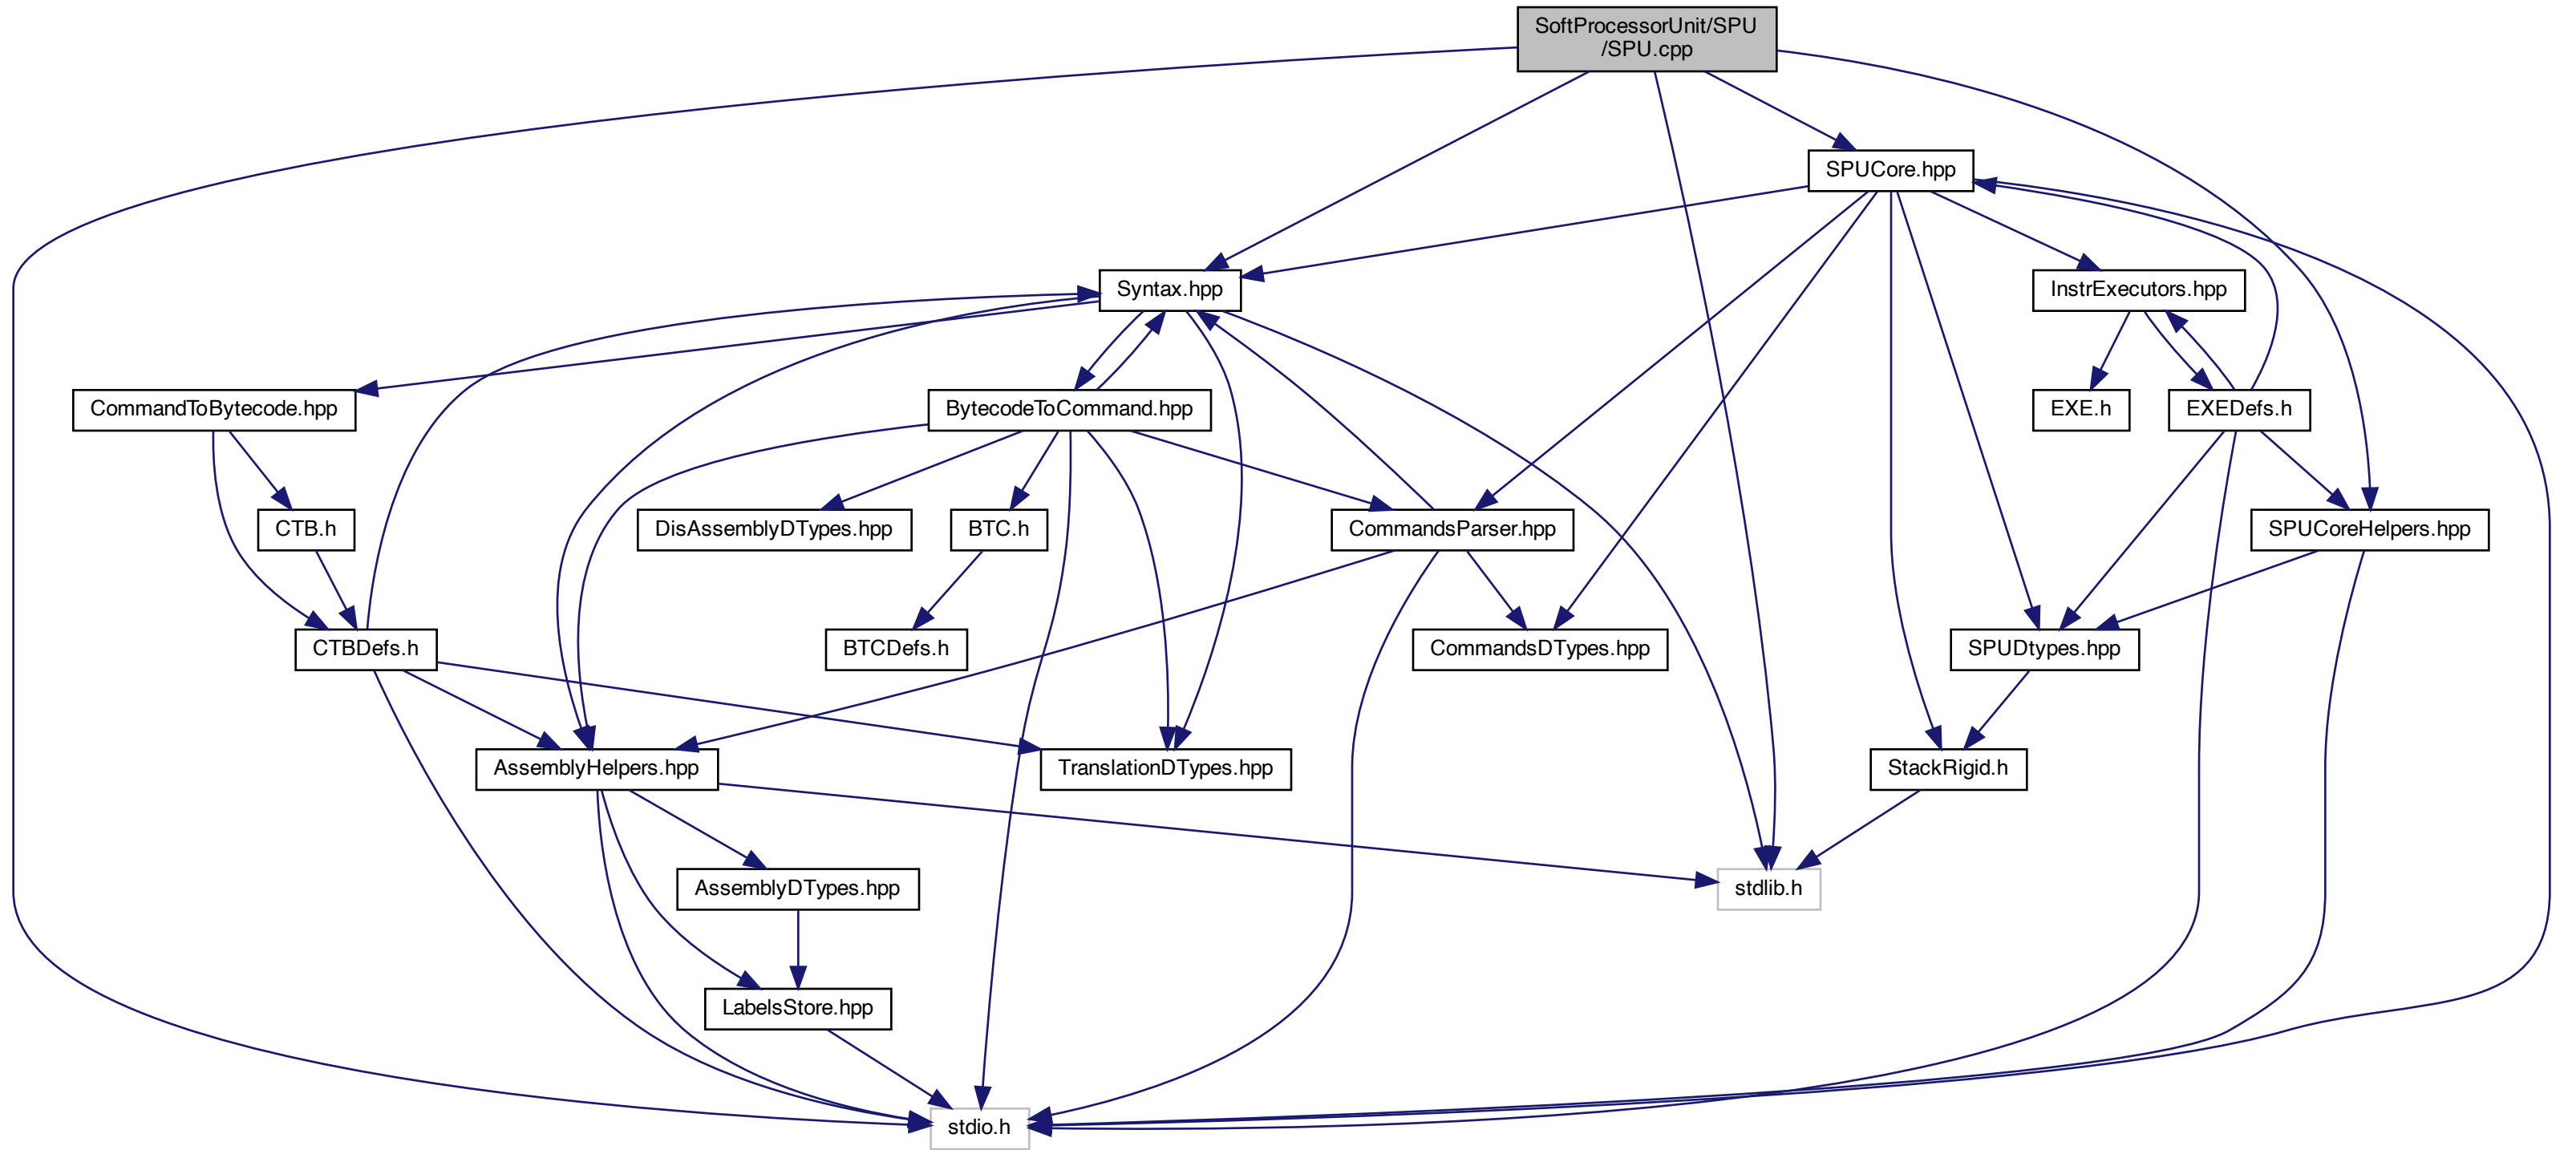 SoftProcessorUnit/SPU
/SPU.cpp
SPUCore.hpp
Syntax.hpp
InstrExecutors.hpp
CommandToBytecode.hpp
BytecodeToCommand.hpp
EXE.h
EXEDefs.h
CTB.h
DisAssemblyDTypes.hpp
BTC.h
CommandsParser.hpp
SPUCoreHelpers.hpp
CTBDefs.h
BTCDefs.h
CommandsDTypes.hpp
SPUDtypes.hpp
AssemblyHelpers.hpp
TranslationDTypes.hpp
StackRigid.h
AssemblyDTypes.hpp
stdlib.h
LabelsStore.hpp
stdio.h